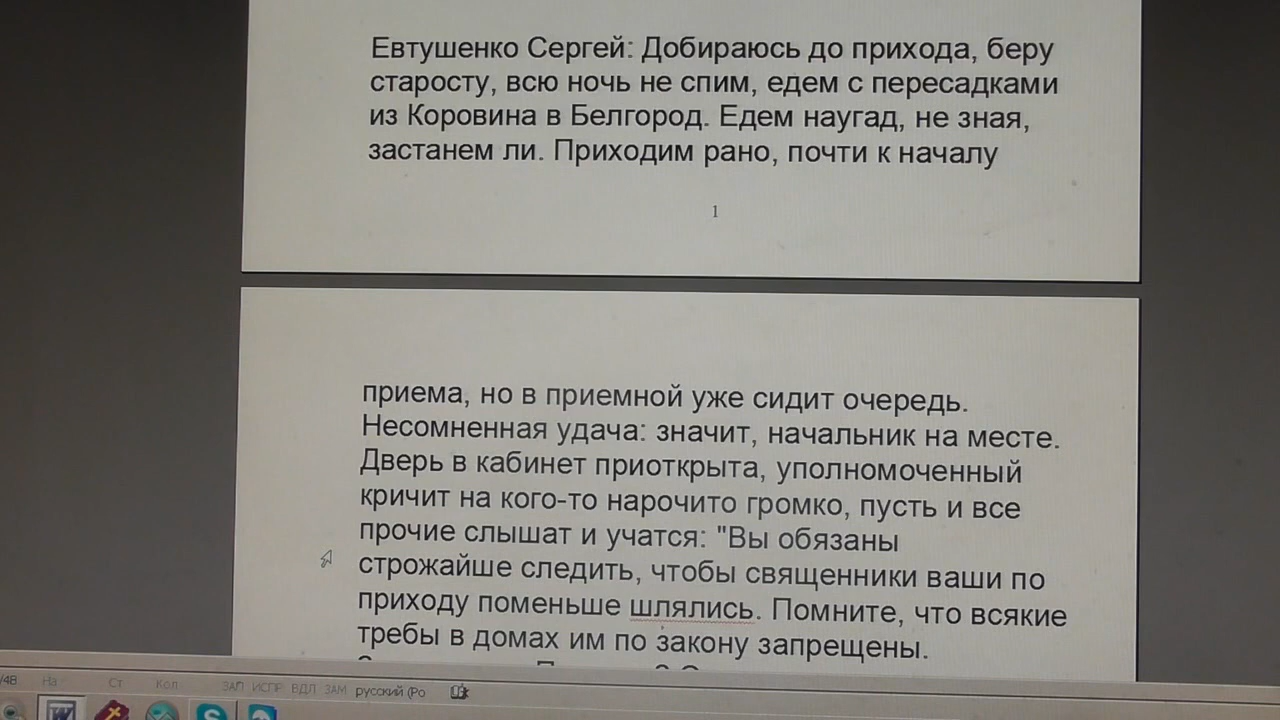 Евтушенко Сергей: Добираюсь до прихода, беру
старосту, всю ночь не спим, едем с пересадками
из Коровина в Белгород. Едем наугад, не зная,
застанем ли. Приходим рано, почти к началу
1
приема, но в приемной уже сидит очередь.
Несомненная удача: значит, начальник на месте.
Дверь в кабинет приоткрыта, уполномоченный
кричит на кого-то нарочито громко, пусть и все
прочие слышат и учатся: "Вы обязаны
строжайше следить, чтобы священники ваши по
приходу поменьше шлялись. Помните, что всякие
требы в домах им по закону запрещены.
/48 На Ст Кол ЗАП ИСПР ВДЛ ЗАМ русский (Ро